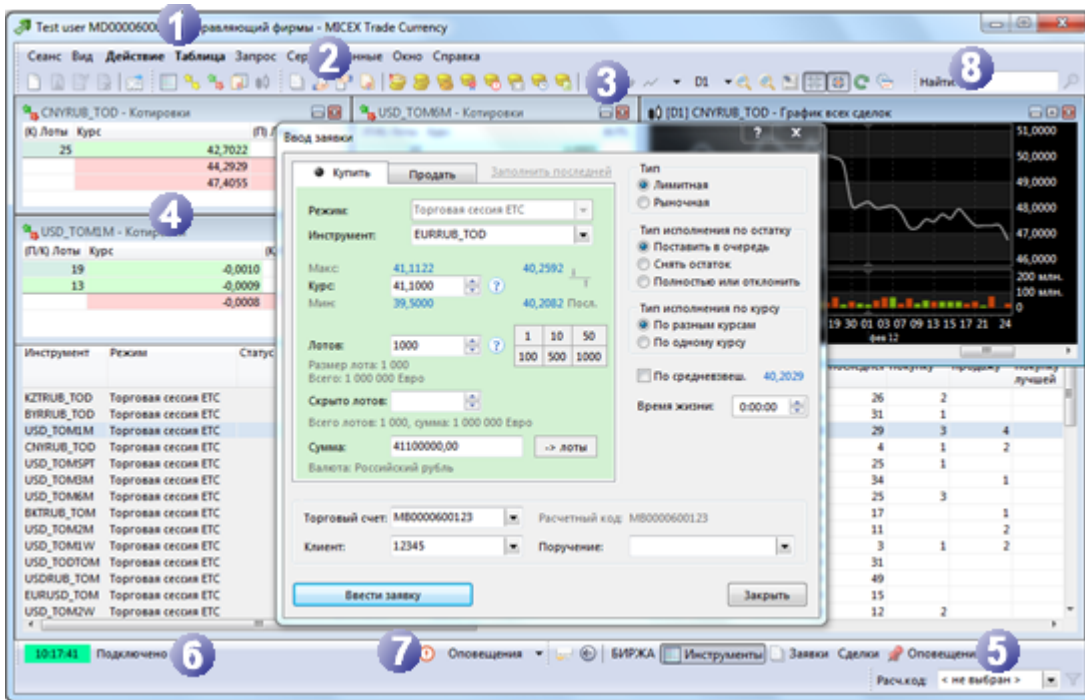 Test user MD0000600 равляющий фирмы - MICEX Trade Currency
1
Сеанс Вид Действие Таблица Запрос Сер нные Окно Справка
2
3
D1
Найти:
8
CNYRUB_TOD - Котировки
(К) Лоты Курс (П)
25 42,7022
44,2929
47,4055
USD_TOM6M - Котировки
[D1] CNYRUB_TOD - График всех сделок
51,0000
50,0000
49,0000
48,0000
47,0000
46,0000
200 млн.
100 млн.
0
19 30 01 03 07 09 13 15 17 21 24
фев 12
4
USD_TOM1M - Котировки
(П/К) Лоты Курс
19 -0,0010
13 -0,0009
-0,0008
Ввод заявки
Купить Продать Заполнить последней
Режим: Торговая сессия ЕТС
Инструмент: EURRUB_TOD
Макс: 41,1122 40,2592
Курс: 41,1000
Мин: 39,5000 40,2082 Посл.
Лотов: 1000
1 10 50
100 500 1000
Размер лота: 1 000
Всего: 1 000 000 Евро
Скрыто лотов:
Всего лотов: 1 000, сумма: 1 000 000 Евро
Сумма: 41100000,00 -> лоты
Валюта: Российский рубль
Тип
Лимитная
Рыночная
Тип исполнения по остатку
Поставить в очередь
Снять остаток
Полностью или отклонить
Тип исполнения по курсу
По разным курсам
По одному курсу
По средневзвеш. 40,2029
Время жизни: 0:00:00
Торговый счет: MB0000600123 Расчетный код: MB0000600123
Клиент: 12345 Поручение:
Ввести заявку Закрыть
Инструмент Режим Статус
лучшей
KZTRUB_TOD Торговая сессия ЕТС 26 2
BYRRUB_TOD Торговая сессия ЕТС 31 1
USD_TOM1M Торговая сессия ЕТС 29 3 4
CNYRUB_TOD Торговая сессия ЕТС 4 1 2
USD_TOMSPT Торговая сессия ЕТС 25 1
USD_TOM3M Торговая сессия ЕТС 34 1
USD_TOM6M Торговая сессия ЕТС 25 3
BKTRUB_TOM Торговая сессия ЕТС 17 1
USD_TOM2M Торговая сессия ЕТС 11 2
USD_TOM1W Торговая сессия ЕТС 3 1 2
USD_TODTOM Торговая сессия ЕТС 31
USDRUB_TOM Торговая сессия ЕТС 49
EURUSD_TOM Торговая сессия ЕТС 15
USD_TOM2W Торговая сессия ЕТС 12 2
10:17:41 Подключено
6
7
Оповещения БИРЖА Инструменты Заявки Сделки Оповещени
5
Расч.код: < не выбран >